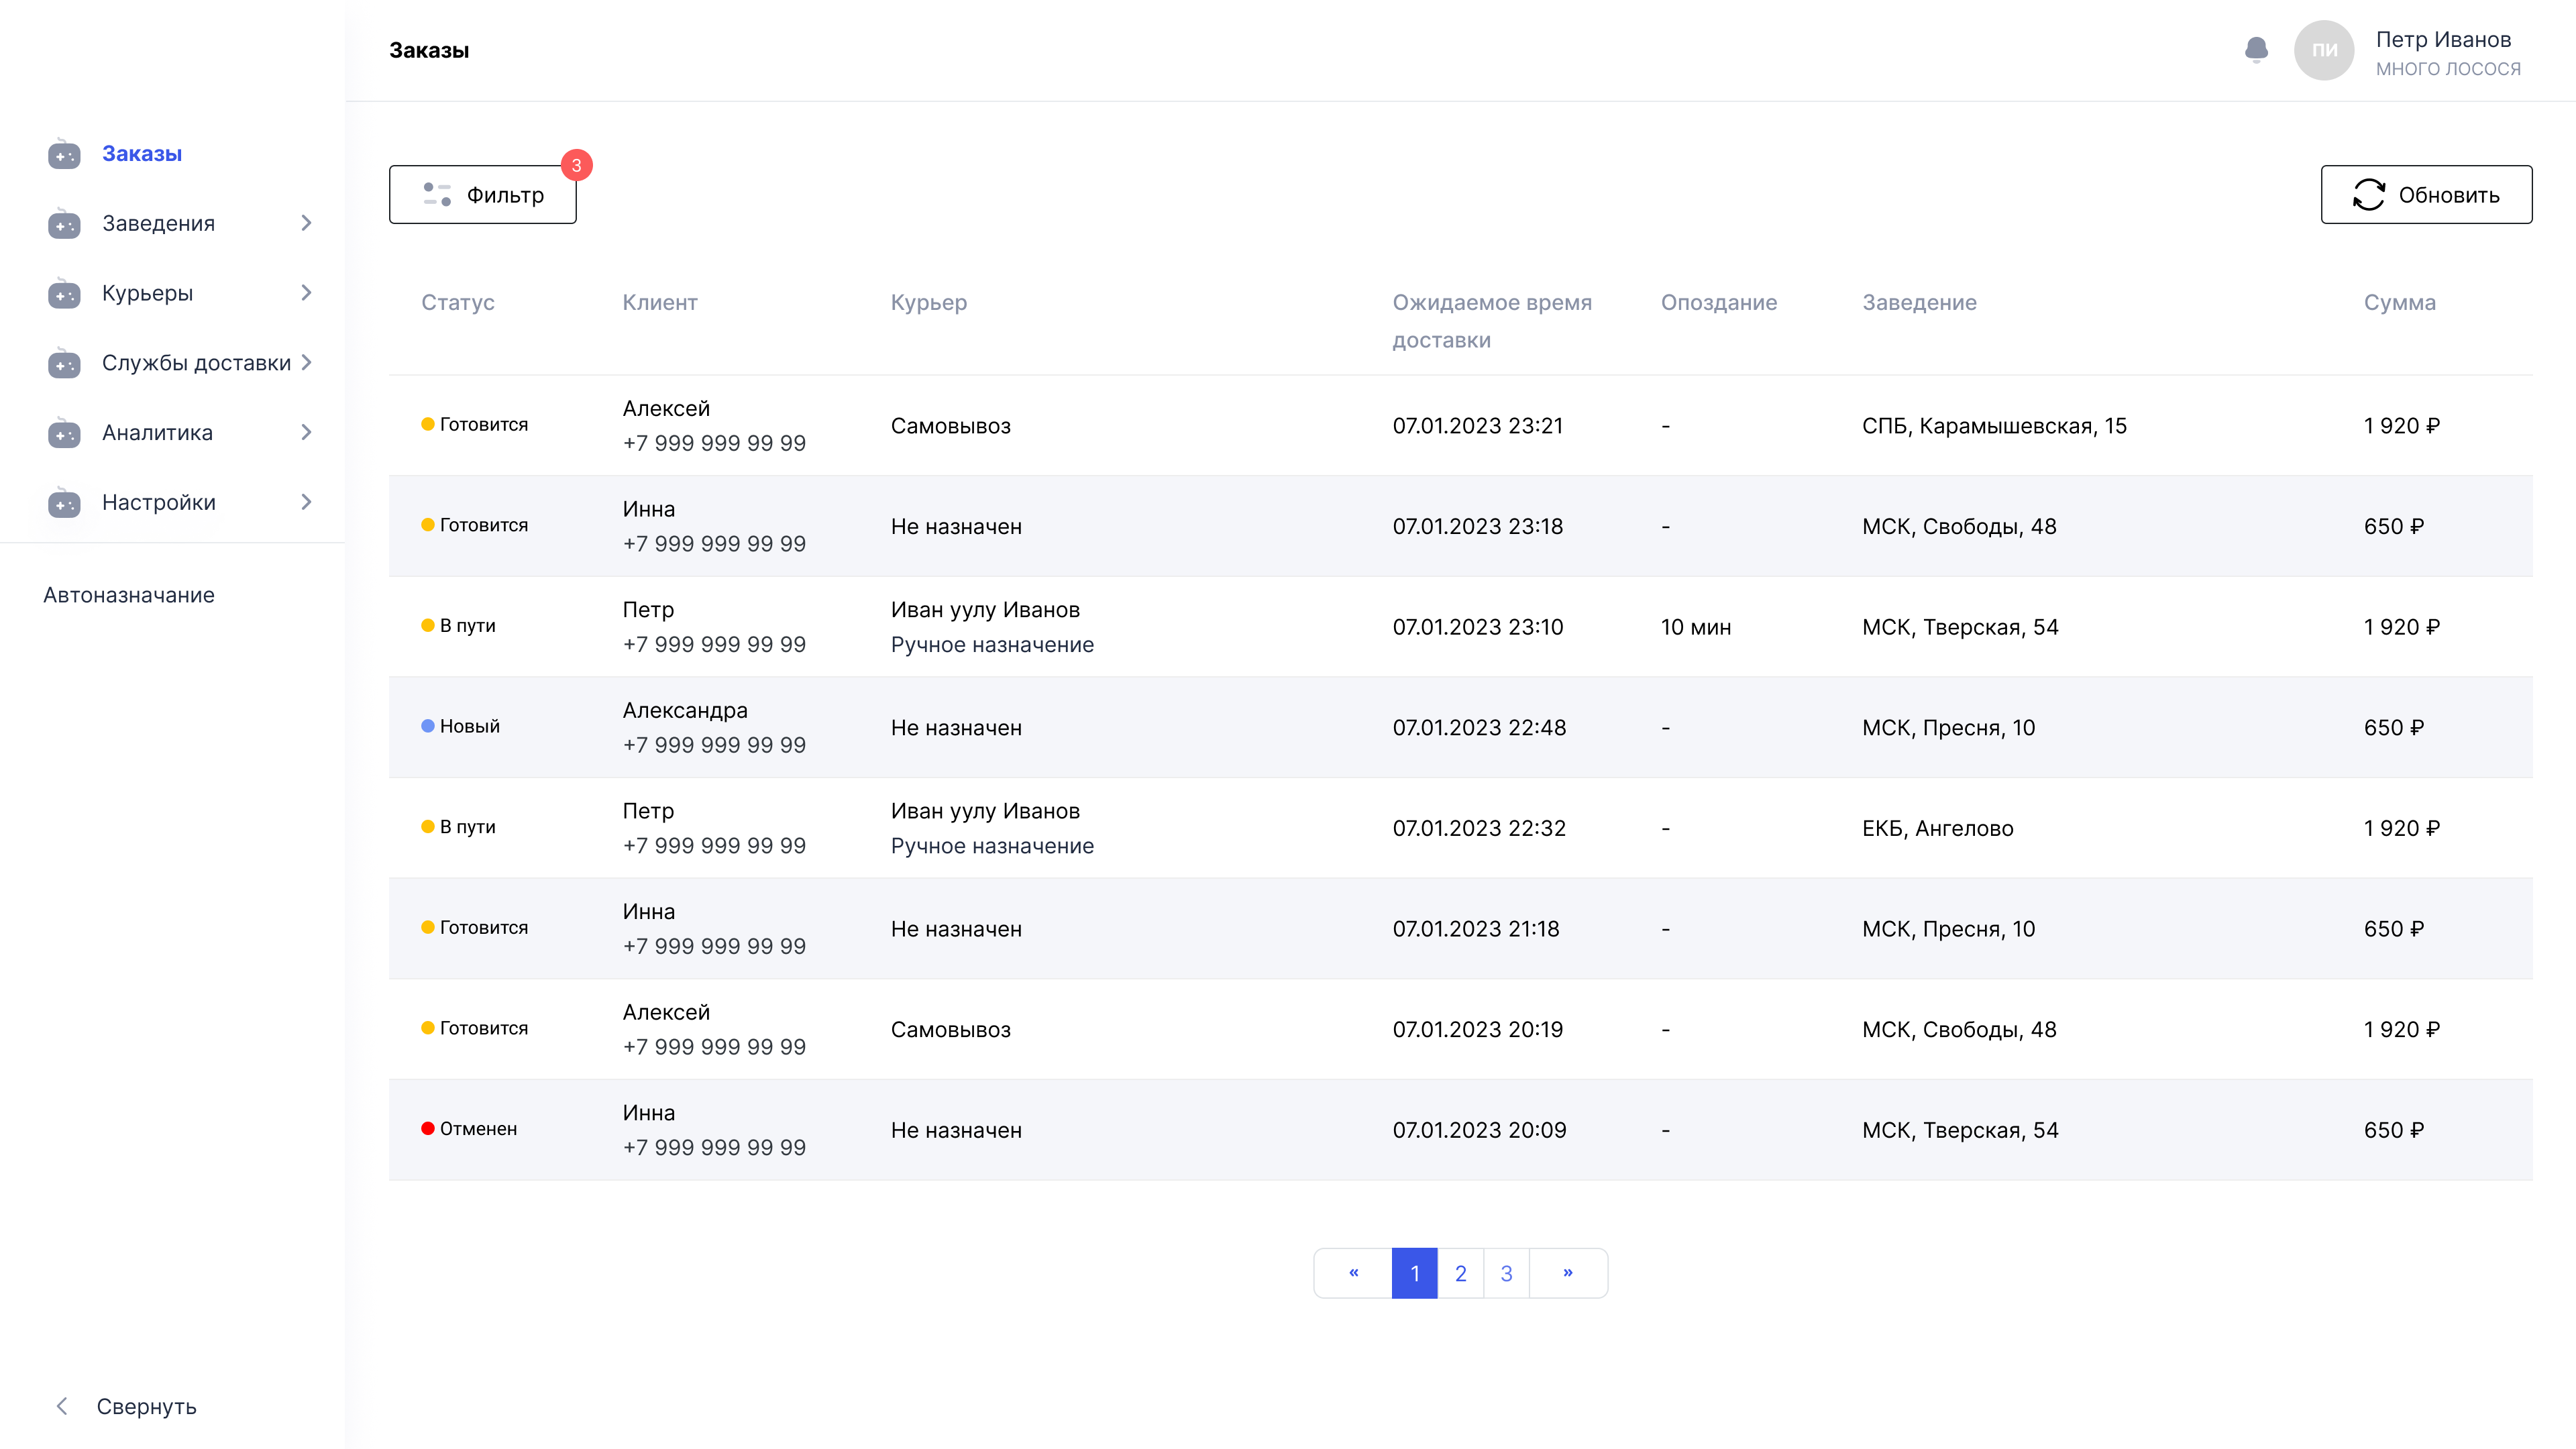 Заказы
ПИ
Петр Иванов
МНОГО ЛОСОСЯ
Заказы
Заведения
Курьеры
Службы доставки
Аналитика
Настройки
Автоназначание
Свернуть
Фильтр
3
Обновить
Статус Клиент Курьер Ожидаемое время доставки Опоздание Заведение Сумма
Готовится Алексей +7 999 999 99 99 Самовывоз 07.01.2023 23:21 - СПБ, Карамышевская, 15 1 920 ₽
Готовится Инна +7 999 999 99 99 Не назначен 07.01.2023 23:18 - МСК, Свободы, 48 650 ₽
В пути Петр +7 999 999 99 99 Иван уулу Иванов Ручное назначение 07.01.2023 23:10 10 мин МСК, Тверская, 54 1 920 ₽
Новый Александра +7 999 999 99 99 Не назначен 07.01.2023 22:48 - МСК, Пресня, 10 650 ₽
В пути Петр +7 999 999 99 99 Иван уулу Иванов Ручное назначение 07.01.2023 22:32 - ЕКБ, Ангелово 1 920 ₽
Готовится Инна +7 999 999 99 99 Не назначен 07.01.2023 21:18 - МСК, Пресня, 10 650 ₽
Готовится Алексей +7 999 999 99 99 Самовывоз 07.01.2023 20:19 - МСК, Свободы, 48 1 920 ₽
Отменен Инна +7 999 999 99 99 Не назначен 07.01.2023 20:09 - МСК, Тверская, 54 650 ₽
« 1 2 3 »